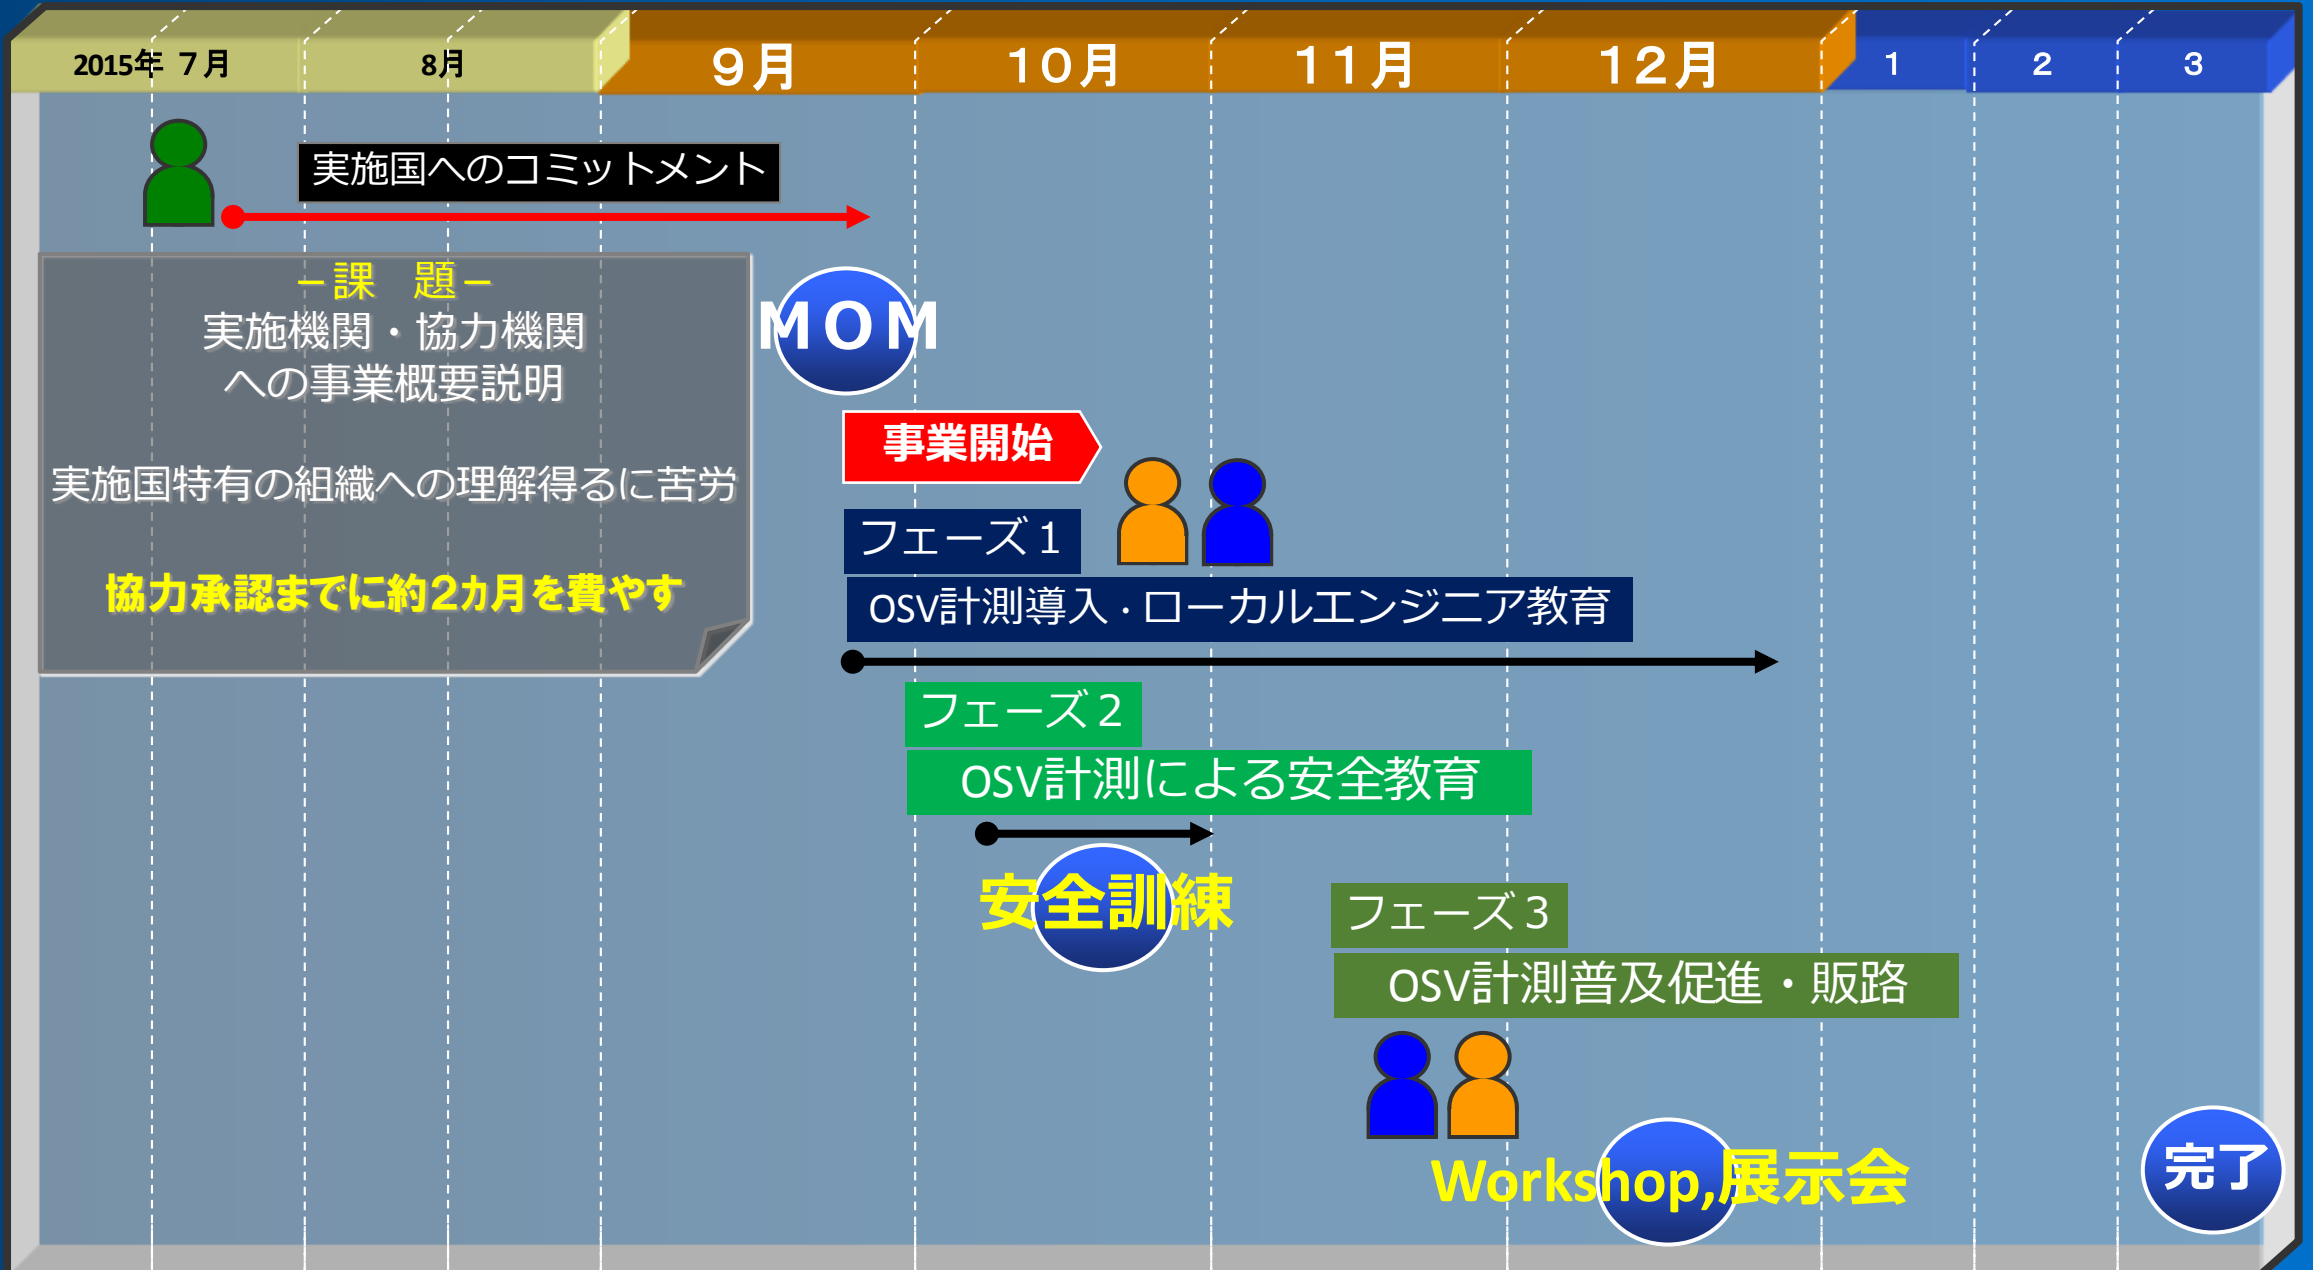 2015年 ７月
8月
９月
１０月
１１月
１２月
１
２
３
実施国へのコミットメント
－課　題－
実施機関・協力機関
への事業概要説明
実施国特有の組織への理解得るに苦労
協力承認までに約２ヵ月を費やす
ＭＯＭ
事業開始
フェーズ１
OSV計測導入・ローカルエンジニア教育
フェーズ２
OSV計測による安全教育
安全訓練
フェーズ３
OSV計測普及促進・販路
Workshop,展示会
完了